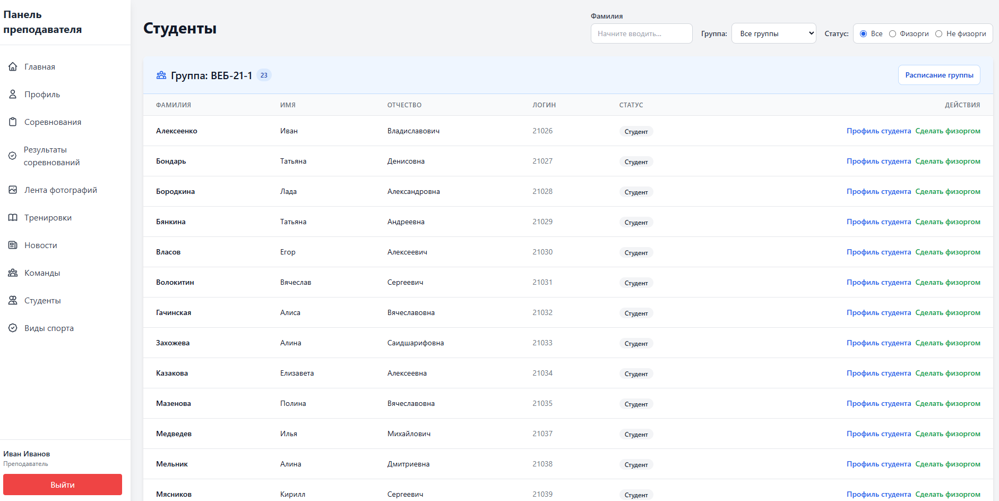 Панель
преподавателя
Главная
Профиль
Соревнования
Результаты
соревнований
Лента фотографий
Тренировки
Новости
Команды
Студенты
Виды спорта
Иван Иванов
Преподаватель
Выйти
Студенты
Фамилия
Начните вводить...
Группа: Все группы
Статус: Все Физорги Не физорги
Группа: ВЕБ-21-1 23
Расписание группы
ФАМИЛИЯ ИМЯ ОТЧЕСТВО ЛОГИН СТАТУС ДЕЙСТВИЯ
Алексеенко Иван Владиславович 21026 Студент Профиль студента Сделать физоргом
Бондарь Татьяна Денисовна 21027 Студент Профиль студента Сделать физоргом
Бородкина Лада Александровна 21028 Студент Профиль студента Сделать физоргом
Бянкина Татьяна Андреевна 21029 Студент Профиль студента Сделать физоргом
Власов Егор Алексеевич 21030 Студент Профиль студента Сделать физоргом
Волокитин Вячеслав Сергеевич 21031 Студент Профиль студента Сделать физоргом
Гачинская Алиса Вячеславовна 21032 Студент Профиль студента Сделать физоргом
Захожева Алина Саидшарифовна 21033 Студент Профиль студента Сделать физоргом
Казакова Елизавета Алексеевна 21034 Студент Профиль студента Сделать физоргом
Мазенова Полина Вячеславовна 21035 Студент Профиль студента Сделать физоргом
Медведев Илья Михайлович 21037 Студент Профиль студента Сделать физоргом
Мельник Алина Дмитриевна 21038 Студент Профиль студента Сделать физоргом
Мясников Кирилл Сергеевич 21039 Студент Профиль студента Сделать физоргом